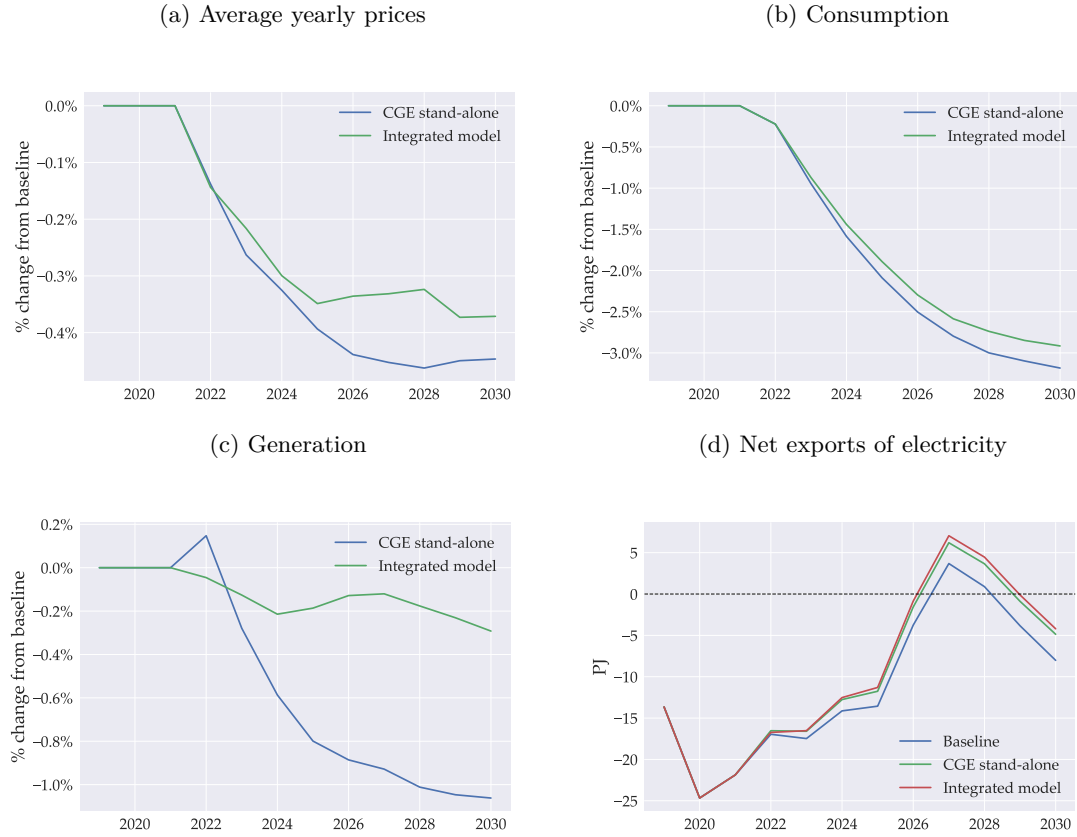 (a) Average yearly prices
0.0%
−0.1%
−0.2%
−0.3%
−0.4%
% change from baseline
CGE stand-alone
Integrated model
2020 2022 2024 2026 2028 2030
(b) Consumption
0.0%
−0.5%
−1.0%
−1.5%
−2.0%
−2.5%
−3.0%
% change from baseline
CGE stand-alone
Integrated model
2020 2022 2024 2026 2028 2030
(c) Generation
0.2%
0.0%
−0.2%
−0.4%
−0.6%
−0.8%
−1.0%
% change from baseline
CGE stand-alone
Integrated model
2020 2022 2024 2026 2028 2030
(d) Net exports of electricity
5
0
−5
−10
−15
−20
−25
PJ
Baseline
CGE stand-alone
Integrated model
2020 2022 2024 2026 2028 2030